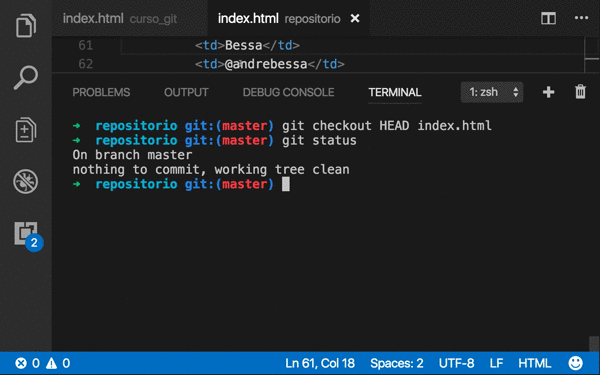 index.html curso_git index.html repositorio
61 <td>Bessa</td>
62 <td>@andrebessa</td>
PROBLEMS OUTPUT DEBUG CONSOLE TERMINAL 1: zsh
➜ repositorio git:(master) git checkout HEAD index.html
➜ repositorio git:(master) git status
On branch master
nothing to commit, working tree clean
➜ repositorio git:(master)
2
0 0 Ln 61, Col 18 Spaces: 2 UTF-8 LF HTML